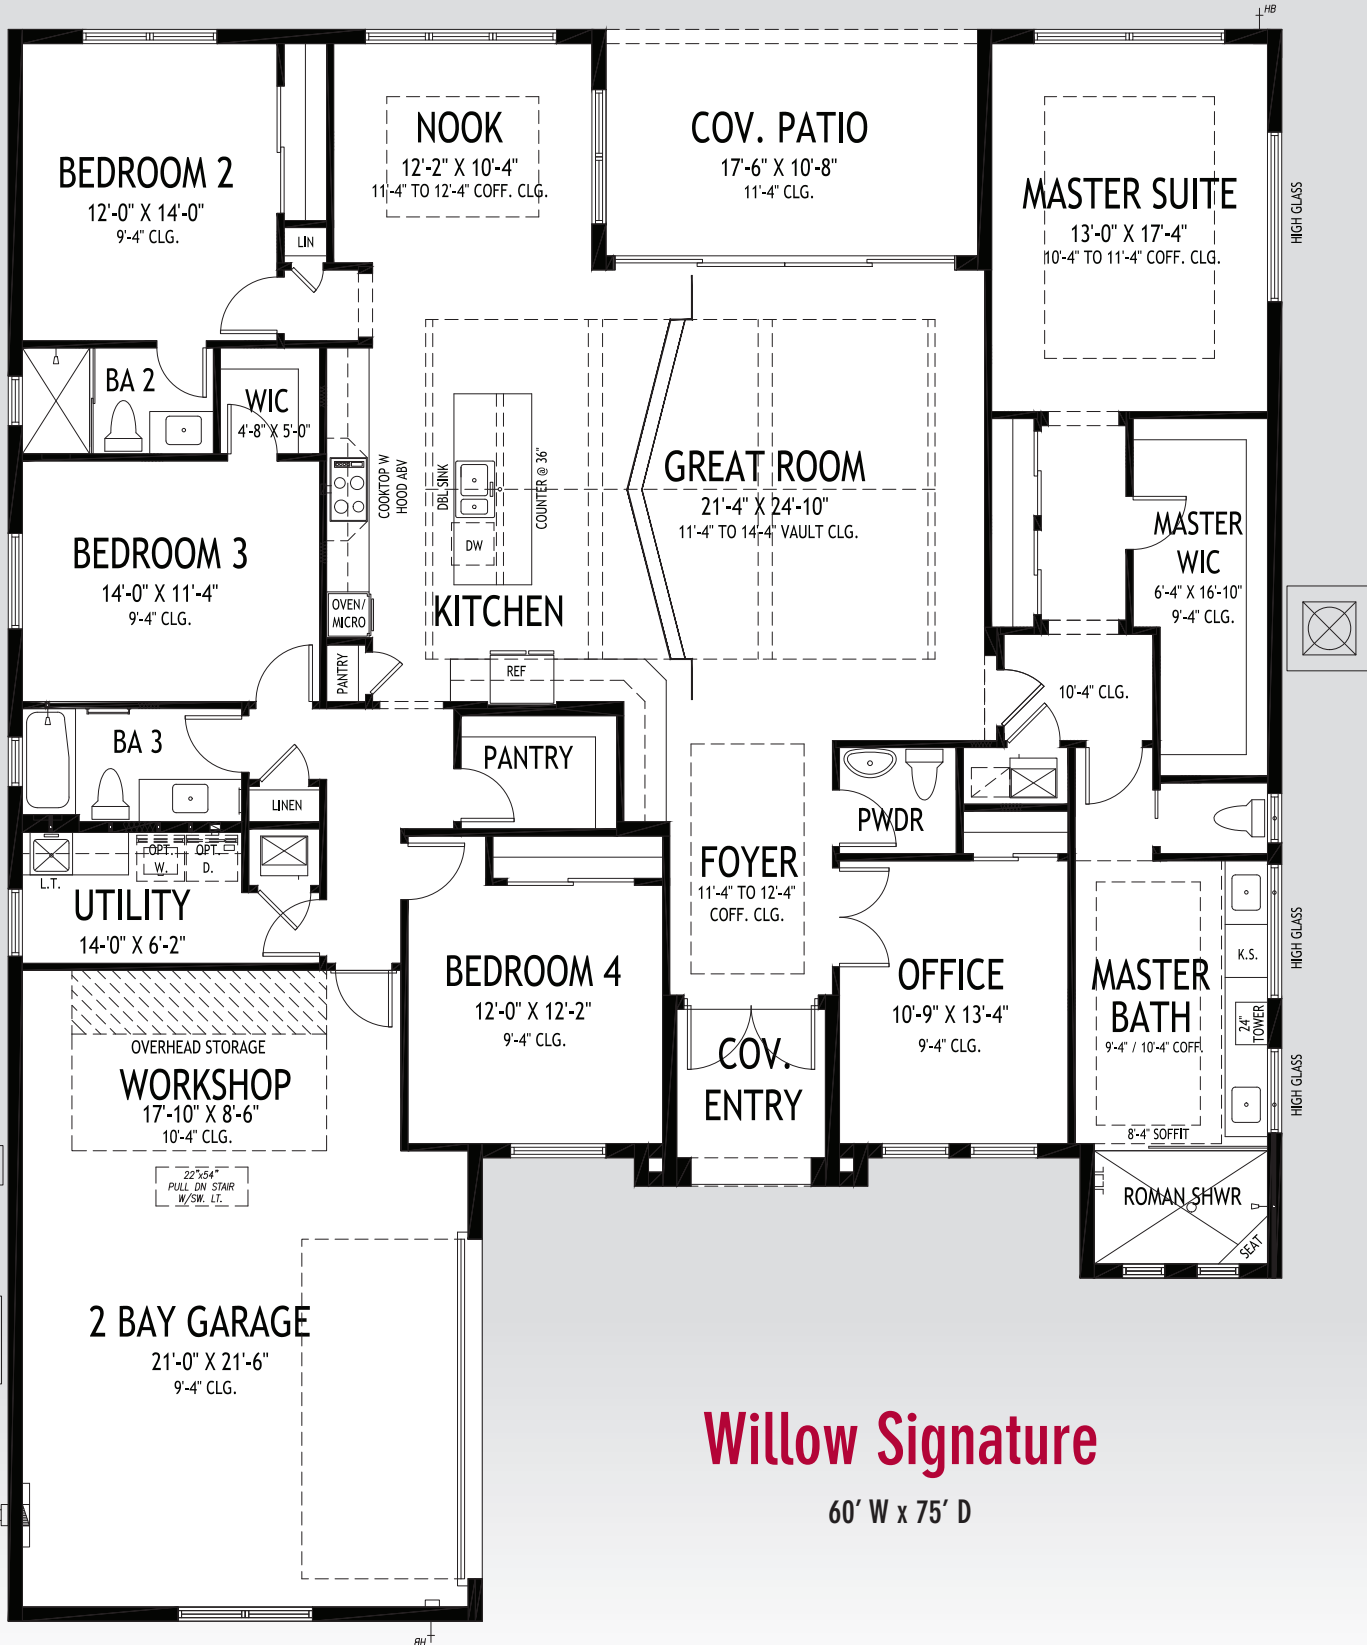 HB
BEDROOM 2
12'-0" X 14'-0"
9'-4" CLG.
LIN
NOOK
12'-2" X 10'-4"
11'-4" TO 12'-4" COFF. CLG.
COV. PATIO
17'-6" X 10'-8"
11'-4" CLG.
MASTER SUITE
13'-0" X 17'-4"
10'-4" TO 11'-4" COFF. CLG.
HIGH GLASS
BA 2
WIC
4'-8" X 5'-0"
COOKTOP W
HOOD ABV
DBL SINK
DW
COUNTER @ 36"
KITCHEN
OVEN/
MICRO
PANTRY
REF
GREAT ROOM
21'-4" X 24'-10"
11'-4" TO 14'-4" VAULT CLG.
MASTER
WIC
6'-4" X 16'-10"
9'-4" CLG.
10'-4" CLG.
BEDROOM 3
14'-0" X 11'-4"
9'-4" CLG.
BA 3
LINEN
PANTRY
PWDR
FOYER
11'-4" TO 12'-4"
COFF. CLG.
L.T.
OPT.
W.
OPT.
D.
UTILITY
14'-0" X 6'-2"
BEDROOM 4
12'-0" X 12'-2"
9'-4" CLG.
OFFICE
10'-9" X 13'-4"
9'-4" CLG.
COV.
ENTRY
MASTER
BATH
9'-4" / 10'-4" COFF.
8'-4" SOFFIT
K.S.
24"
TOWER
HIGH GLASS
HIGH GLASS
ROMAN SHWR
SEAT
OVERHEAD STORAGE
WORKSHOP
17'-10" X 8'-6"
10'-4" CLG.
22"x54"
PULL DN STAIR
W/SW. LT.
2 BAY GARAGE
21'-0" X 21'-6"
9'-4" CLG.
HB
Willow Signature
60' W x 75' D